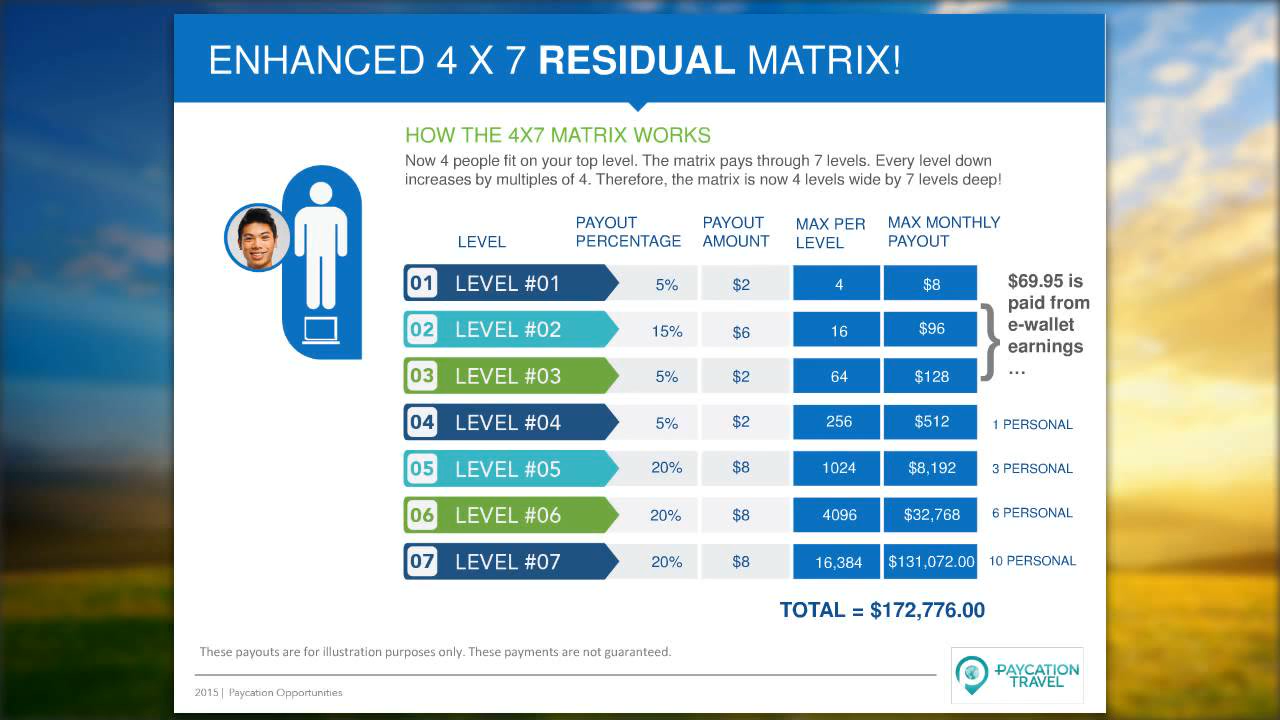 ENHANCED 4 X 7 RESIDUAL MATRIX!
HOW THE 4X7 MATRIX WORKS
Now 4 people fit on your top level. The matrix pays through 7 levels. Every level down
increases by multiples of 4. Therefore, the matrix is now 4 levels wide by 7 levels deep!
LEVEL PAYOUT PERCENTAGE PAYOUT AMOUNT MAX PER LEVEL MAX MONTHLY PAYOUT
01 LEVEL #01 5% $2 4 $8
02 LEVEL #02 15% $6 16 $96
03 LEVEL #03 5% $2 64 $128
$69.95 is
paid from
e-wallet
earnings
...
04 LEVEL #04 5% $2 256 $512 1 PERSONAL
05 LEVEL #05 20% $8 1024 $8,192 3 PERSONAL
06 LEVEL #06 20% $8 4096 $32,768 6 PERSONAL
07 LEVEL #07 20% $8 16,384 $131,072.00 10 PERSONAL
TOTAL = $172,776.00
These payouts are for illustration purposes only. These payments are not guaranteed.
2015 | Paycation Opportunities
PAYCATION
TRAVEL